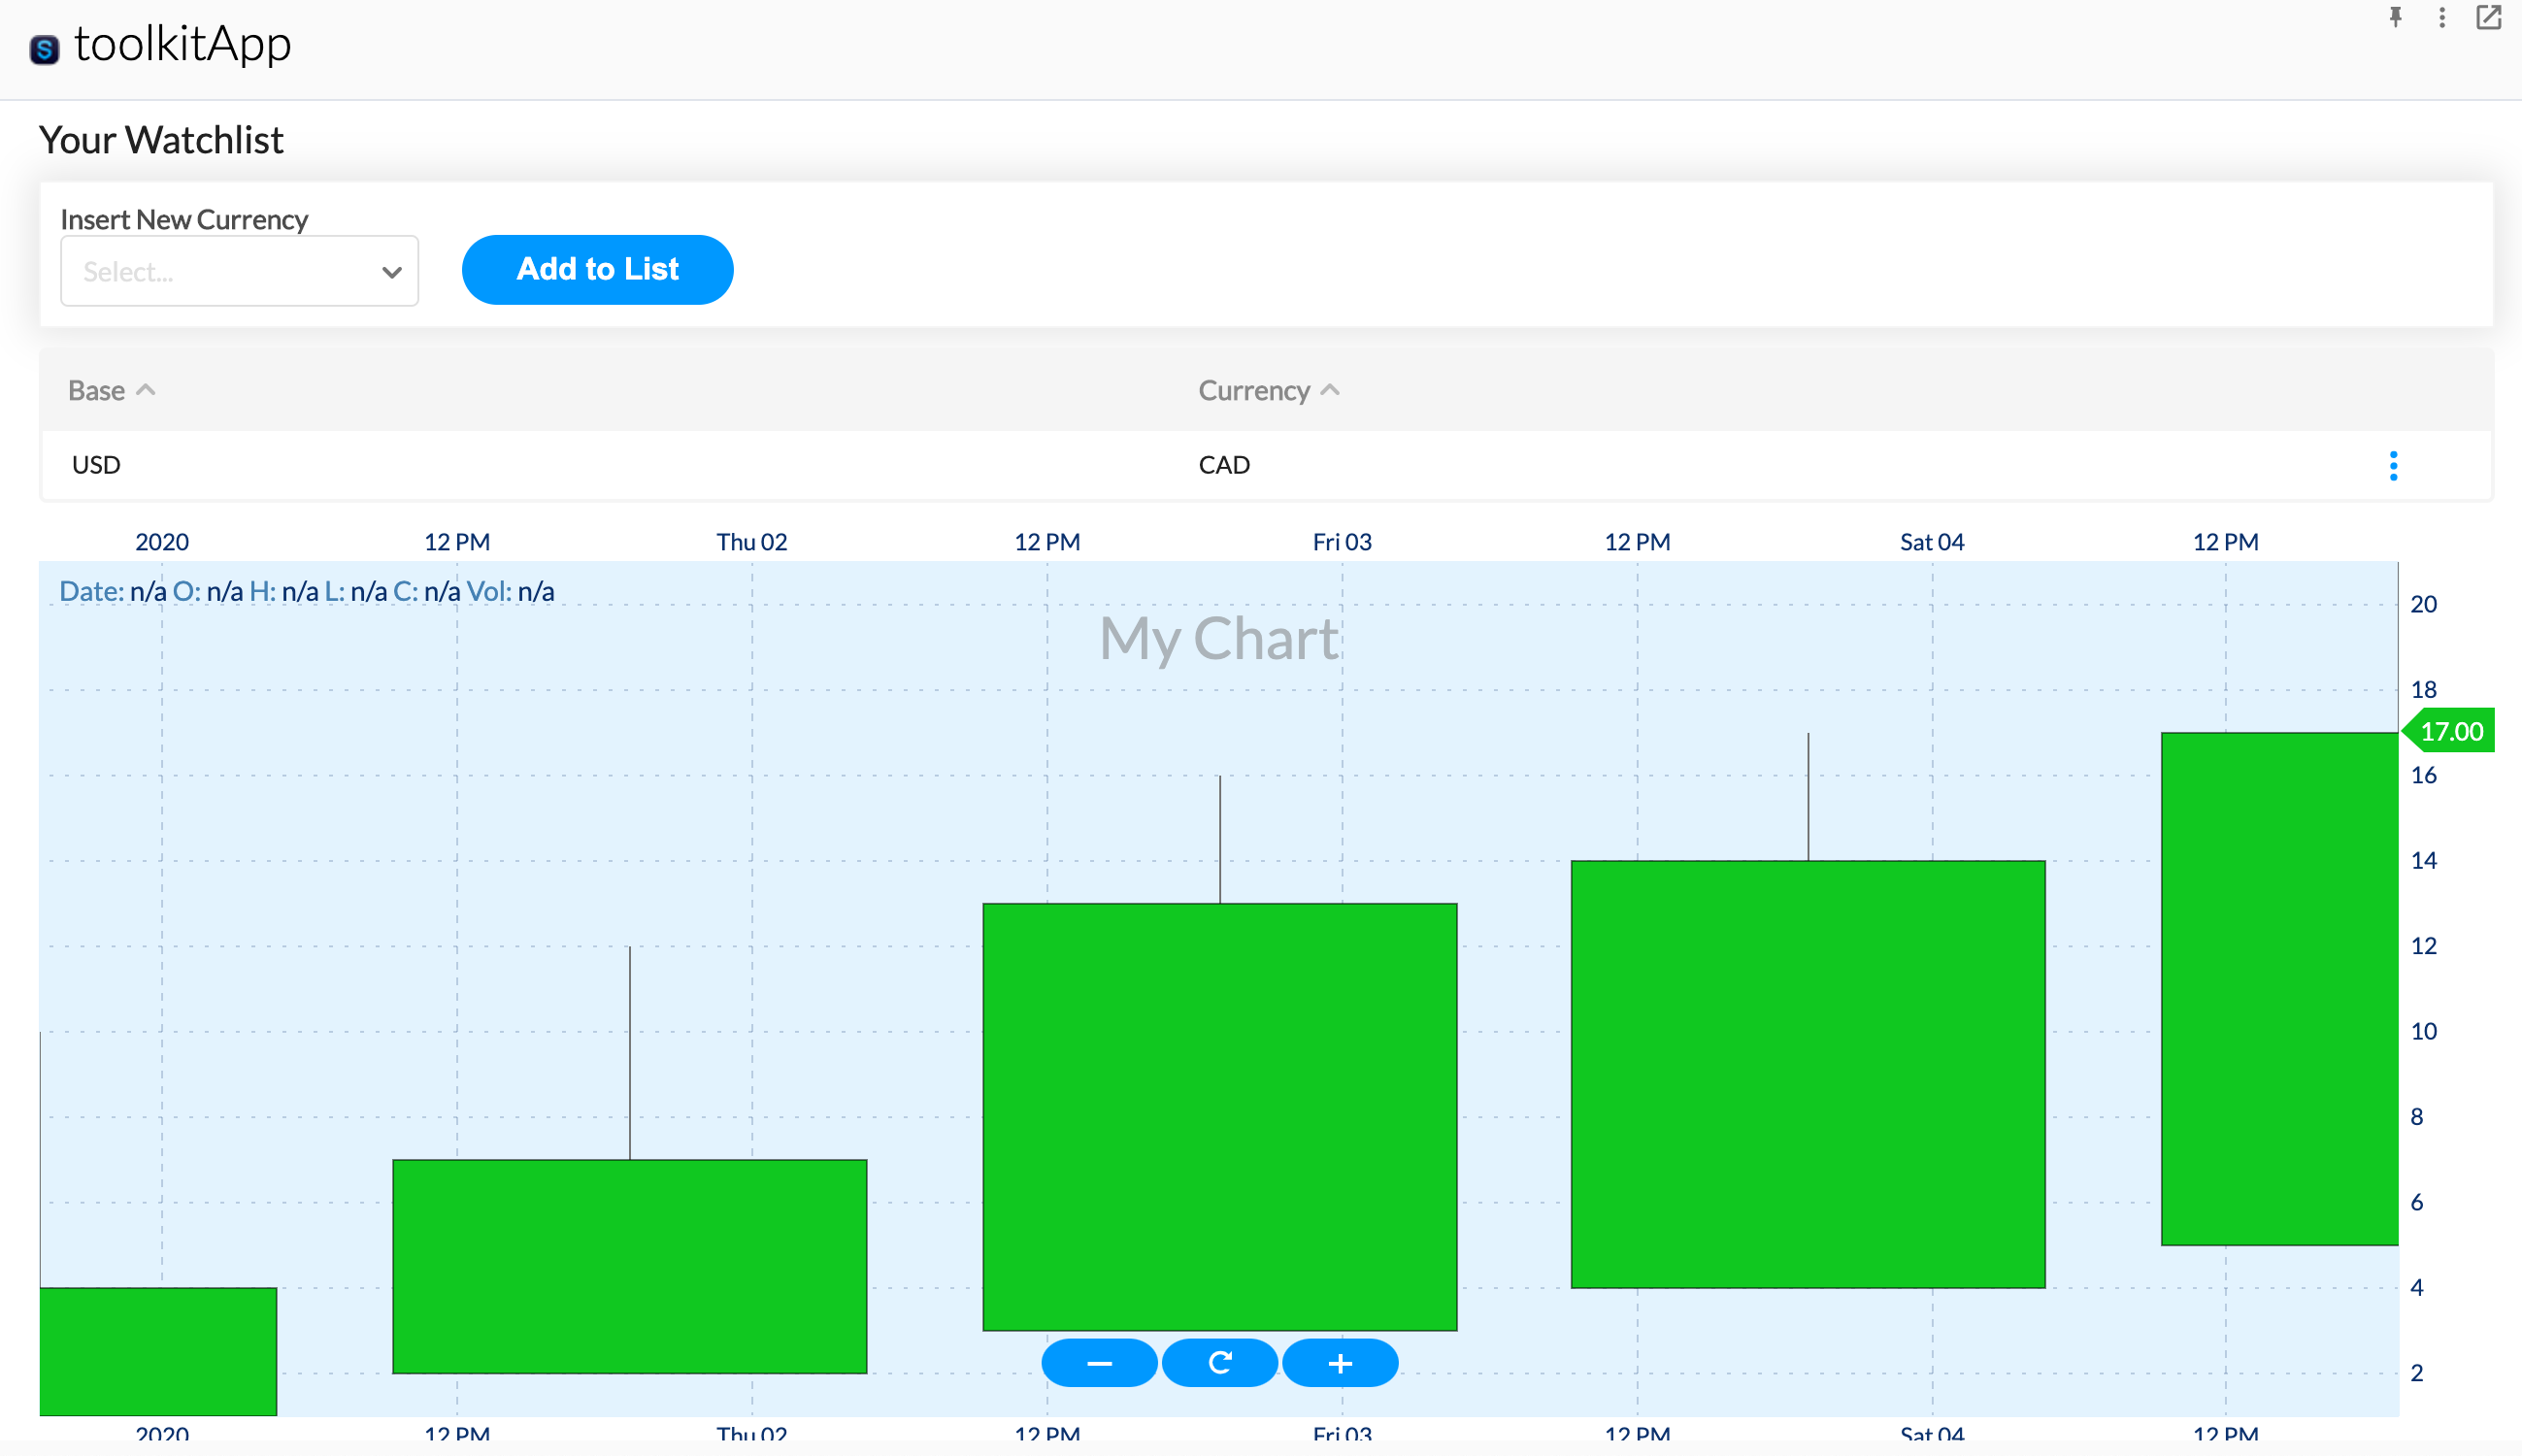 toolkitApp
Your Watchlist
Insert New Currency
Select...
Add to List
Base Currency
USD CAD
2020 12 PM Thu 02 12 PM Fri 03 12 PM Sat 04 12 PM
Date: n/a O: n/a H: n/a L: n/a C: n/a Vol: n/a
My Chart
20
18
17.00
16
14
12
10
8
6
4
2
2020 12 PM Thu 02 12 PM Fri 03 12 PM Sat 04 12 PM